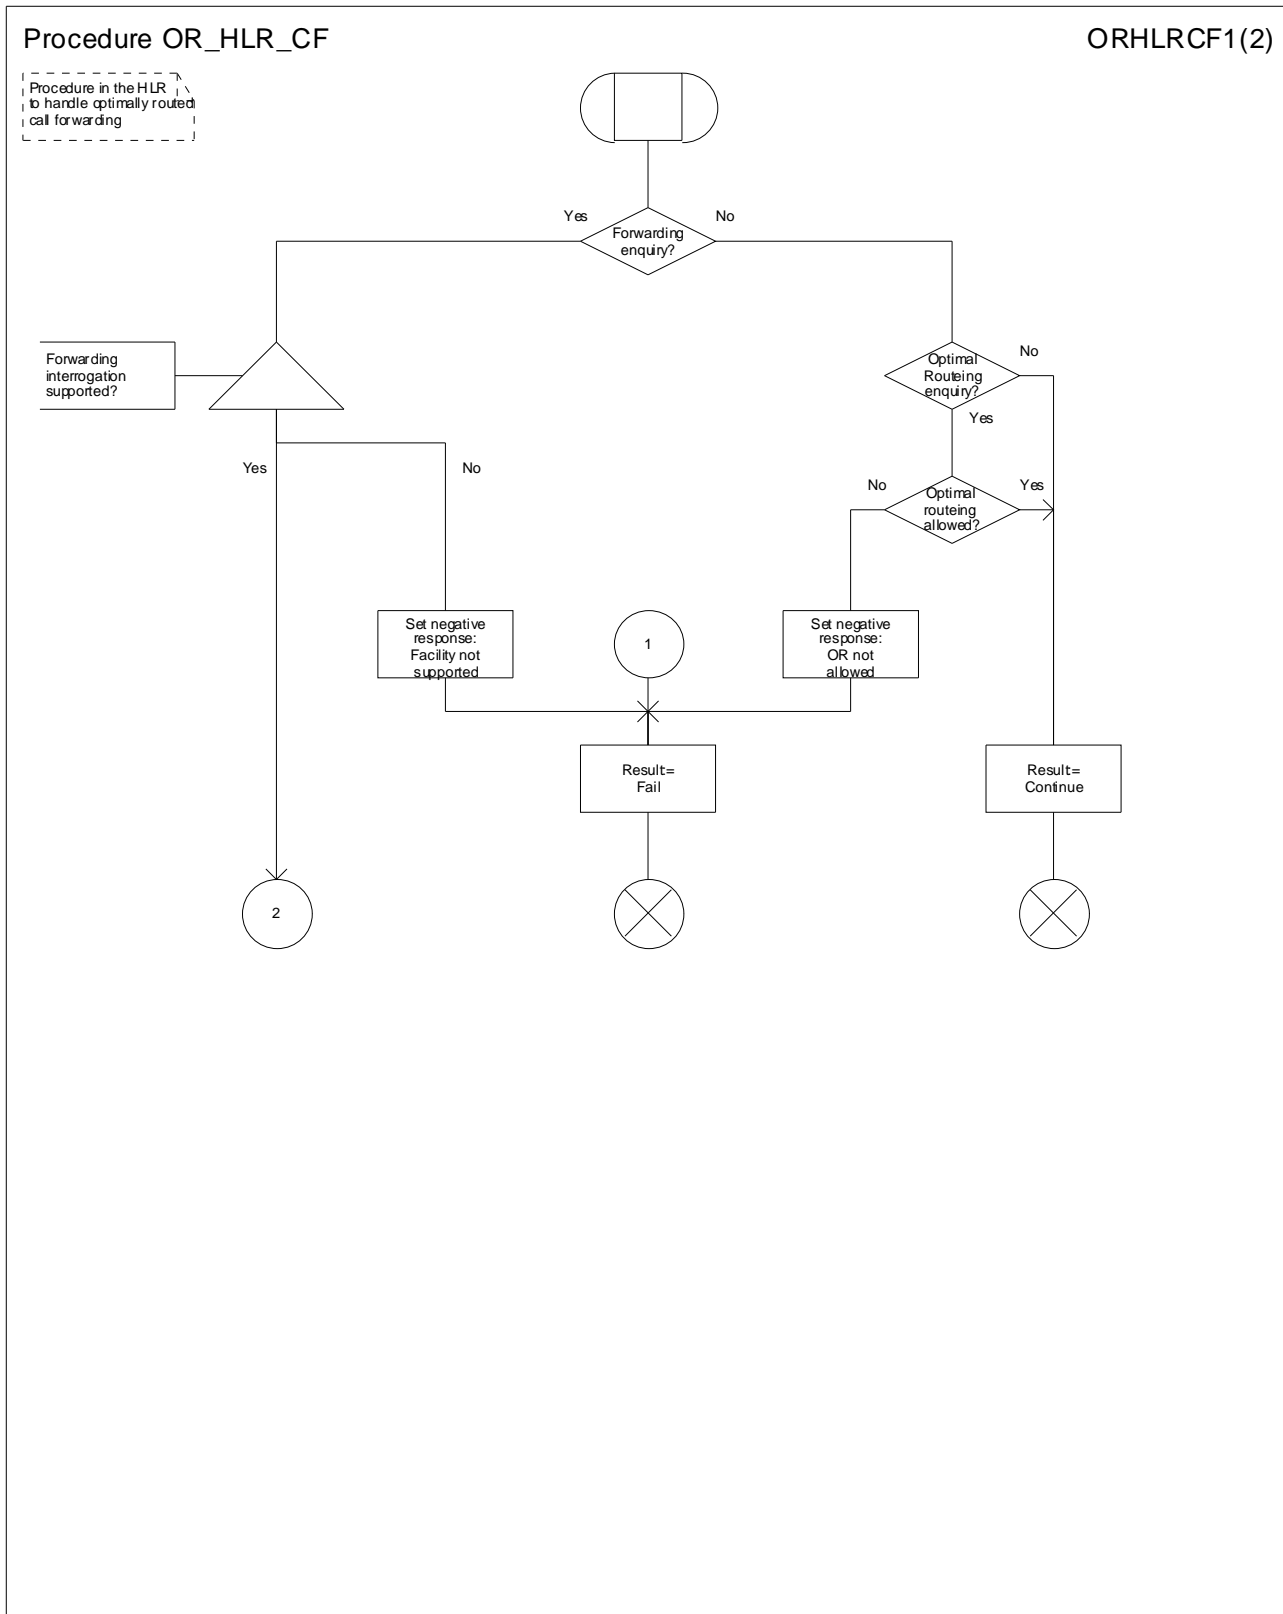 Procedure OR_HLR_CF
ORHLRCF1(2)
Procedure in the HLR
to handle optimally routed
call forwarding
Yes
No
Forwarding
enquiry?
Forwarding
interrogation
supported?
Optimal
Routeing
enquiry?
No
Yes
Yes
No
No
Optimal
routeing
allowed?
Yes
Set negative
response:
Facility not
supported
1
Set negative
response:
OR not
allowed
Result=
Fail
Result=
Continue
2